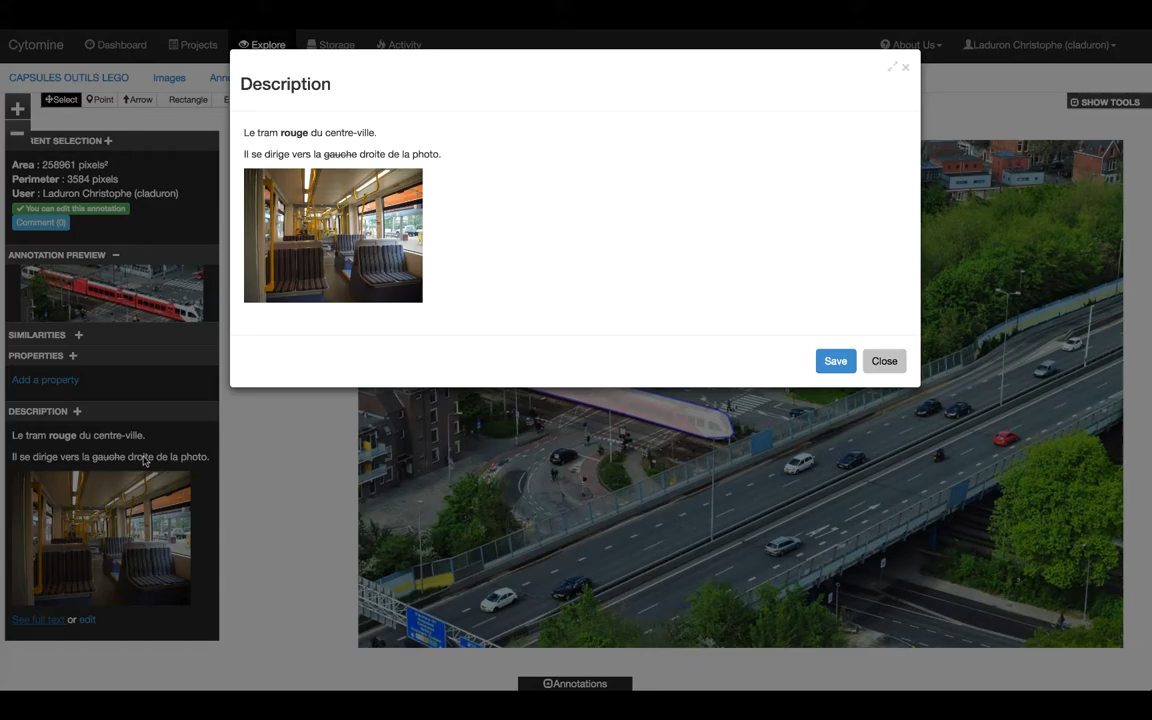 Cytomine Dashboard Projects Explore Storage Activity About Us Laduron Christophe (claduron)
CAPSULES OUTILS LEGO Images
Select Point Arrow Rectangle
SHOW TOOLS
Description
Le tram rouge du centre-ville.
Il se dirige vers la gauche droite de la photo.
Save Close
SELECTION
Area : 258961 pixels²
Perimeter : 3584 pixels
User : Laduron Christophe (claduron)
You can edit this annotation
Comment (0)
ANNOTATION PREVIEW
SIMILARITIES
PROPERTIES
Add a property
DESCRIPTION
Le tram rouge du centre-ville.
Il se dirige vers la gauche droite de la photo.
See full text or edit
Annotations